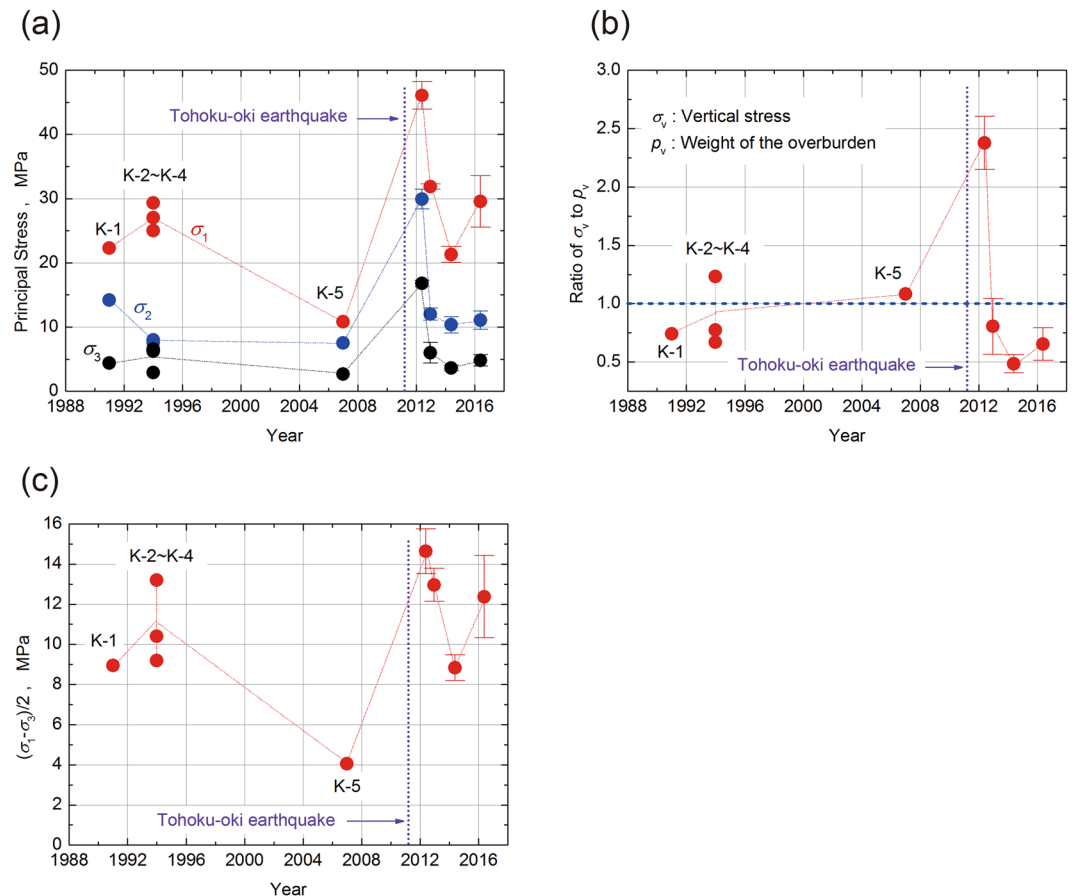 (a)
50
40
30
20
10
0
Principal Stress , MPa
Tohoku-oki earthquake
K-2~K-4
K-1
σ1
K-5
σ2
σ3
1988 1992 1996 2000 2004 2008 2012 2016
Year
(b)
3.0
2.5
2.0
1.5
1.0
0.5
Ratio of σv to pv
σv : Vertical stress
pv : Weight of the overburden
K-2~K-4
K-5
K-1
Tohoku-oki earthquake
1988 1992 1996 2000 2004 2008 2012 2016
Year
(c)
16
14
12
10
8
6
4
2
0
(σ1-σ3)/2 , MPa
K-2~K-4
K-1
K-5
Tohoku-oki earthquake
1988 1992 1996 2000 2004 2008 2012 2016
Year